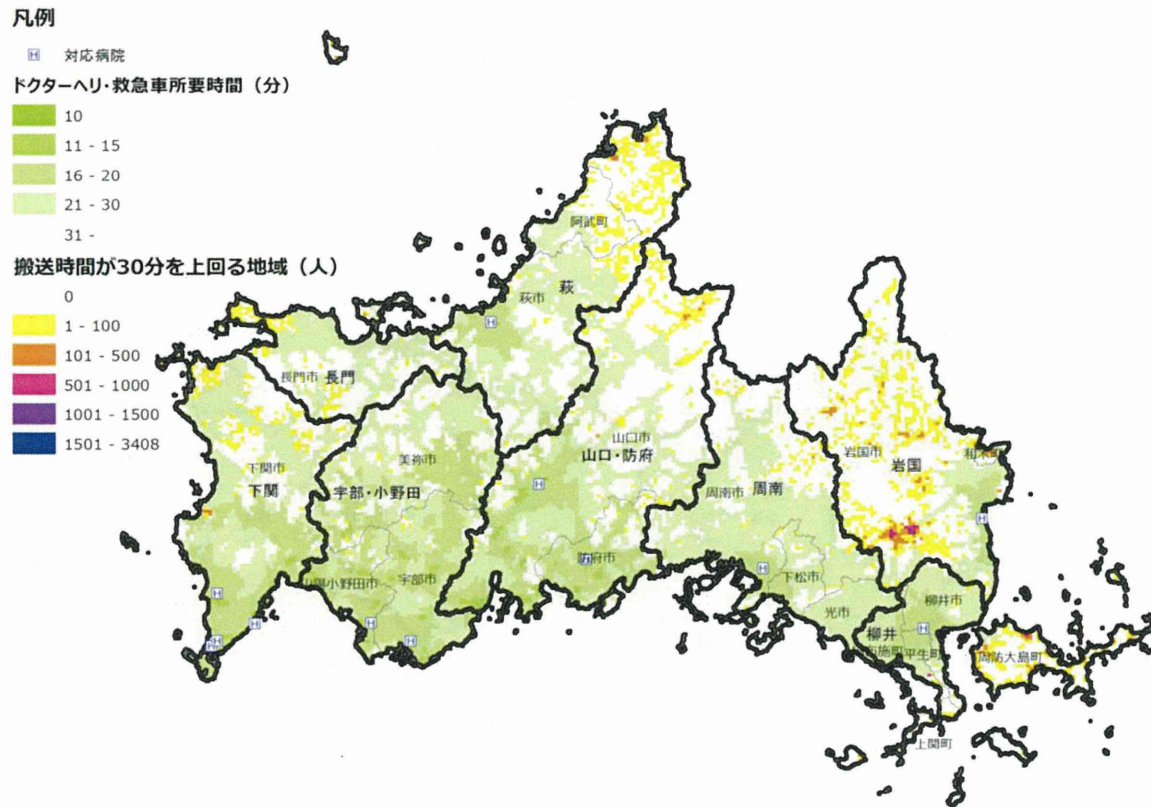 凡例
H 対応病院
ドクターヘリ・救急車所要時間（分）
10
11 - 15
16 - 20
21 - 30
31 -
搬送時間が30分を上回る地域（人）
0
1 - 100
101 - 500
501 - 1000
1001 - 1500
1501 - 3408
阿武町
萩
萩市
H
長門市 長門
山口市
山口・防府
美祢市
岩国市
岩国
和木町
下関市
下関
宇部・小野田
周南市 周南
H
H
防府市
H
H
下松市
山陽小野田市
宇部市
H
光市
柳井市
H
H
H
H
H
柳井
H
田布施町
平生町
周防大島町
上関町